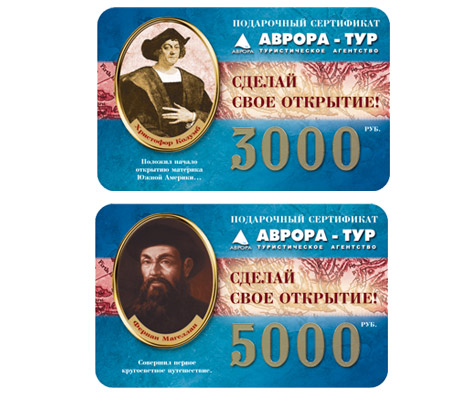 ПОДАРОЧНЫЙ СЕРТИФИКАТ
АВРОРА - ТУР
АВРОРА ТУРИСТИЧЕСКОЕ АГЕНТСТВО
СДЕЛАЙ
СВОЕ ОТКРЫТИЕ!
Христофор Колумб
3000 РУБ.
Положил начало
открытию материка
Южной Америки...
ПОДАРОЧНЫЙ СЕРТИФИКАТ
АВРОРА - ТУР
АВРОРА ТУРИСТИЧЕСКОЕ АГЕНТСТВО
СДЕЛАЙ
СВОЕ ОТКРЫТИЕ!
Фернан Магеллан
5000 РУБ.
Совершил первое
кругосветное путешествие.